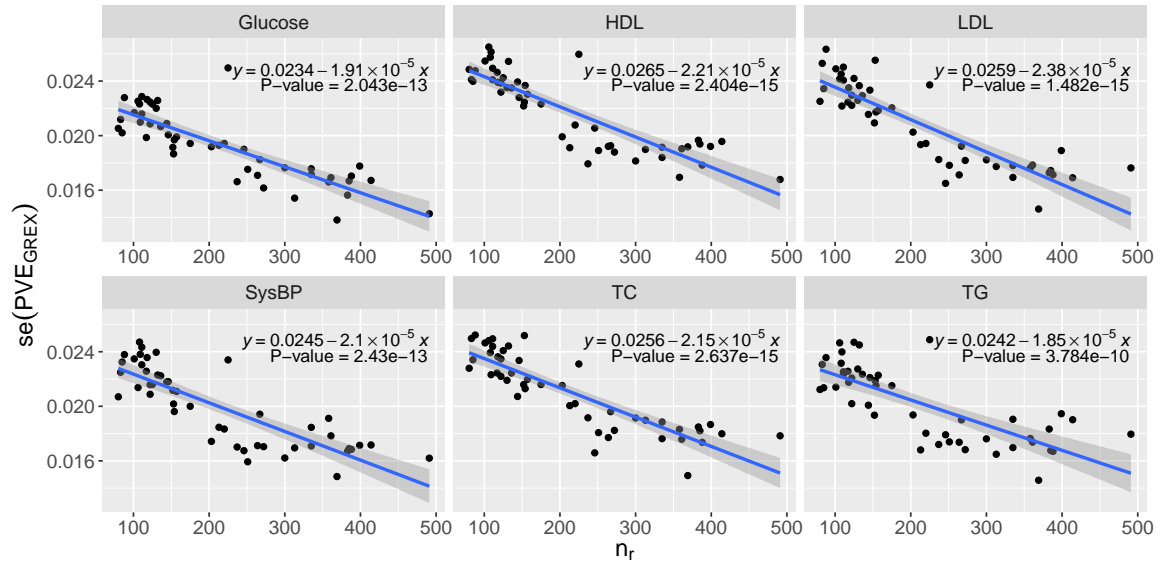 Glucose HDL LDL
y = 0.0234 − 1.91 × 10⁻⁵ x
P−value = 2.043e−13
y = 0.0265 − 2.21 × 10⁻⁵ x
P−value = 2.404e−15
y = 0.0259 − 2.38 × 10⁻⁵ x
P−value = 1.482e−15
0.024
0.020
0.016
100 200 300 400 500 100 200 300 400 500 100 200 300 400 500
SysBP TC TG
y = 0.0245 − 2.1 × 10⁻⁵ x
P−value = 2.43e−13
y = 0.0256 − 2.15 × 10⁻⁵ x
P−value = 2.637e−15
y = 0.0242 − 1.85 × 10⁻⁵ x
P−value = 3.784e−10
0.024
0.020
0.016
100 200 300 400 500 100 200 300 400 500 100 200 300 400 500
nᵣ
se(PVE_GREX)